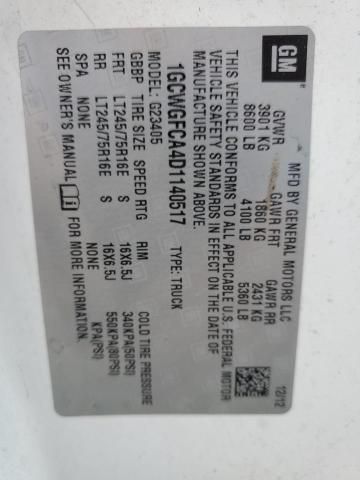 GM
MFD BY GENERAL MOTORS LLC 12/12
GVWR GAWR FRT GAWR RR
3901 KG 1860 KG 2431 KG
8600 LB 4100 LB 5360 LB
THIS VEHICLE CONFORMS TO ALL APPLICABLE U.S. FEDERAL MOTOR
VEHICLE SAFETY STANDARDS IN EFFECT ON THE DATE OF
MANUFACTURE SHOWN ABOVE.
1GCWGFCA4D1140517 TYPE: TRUCK
MODEL: G23405
GBBP TIRE SIZE SPEED RTG RIM COLD TIRE PRESSURE
FRT LT245/75R16E S 16X6.5J 340KPA(50PSI)
RR LT245/75R16E S 16X6.5J 550KPA(80PSI)
SPA NONE NONE KPA(PSI)
SEE OWNER'S MANUAL FOR MORE INFORMATION.